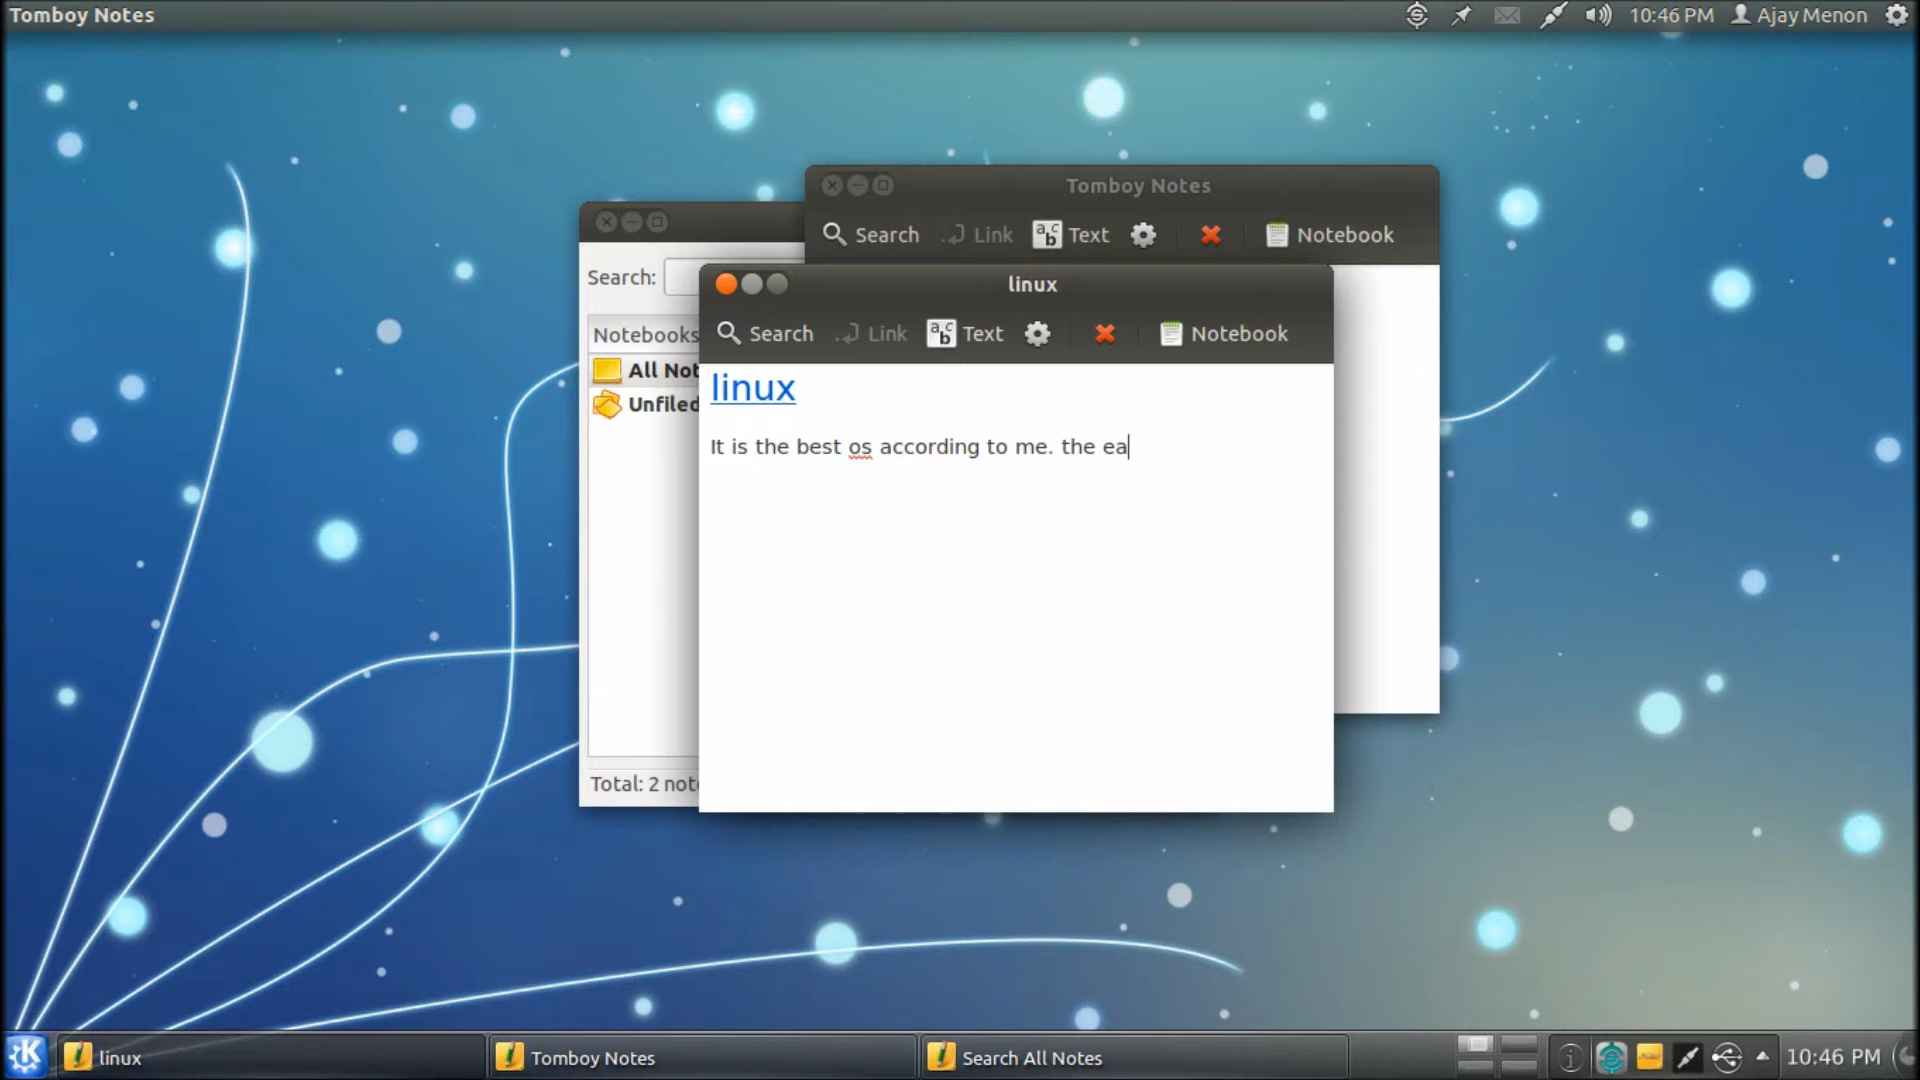 Tomboy Notes
10:46 PM Ajay Menon
Tomboy Notes
Search Link Text Notebook
Search:
linux
Search Link Text Notebook
Notebooks
All Not
Unfiled
linux
It is the best os according to me. the ea
Total: 2 note
linux
Tomboy Notes
Search All Notes
10:46 PM